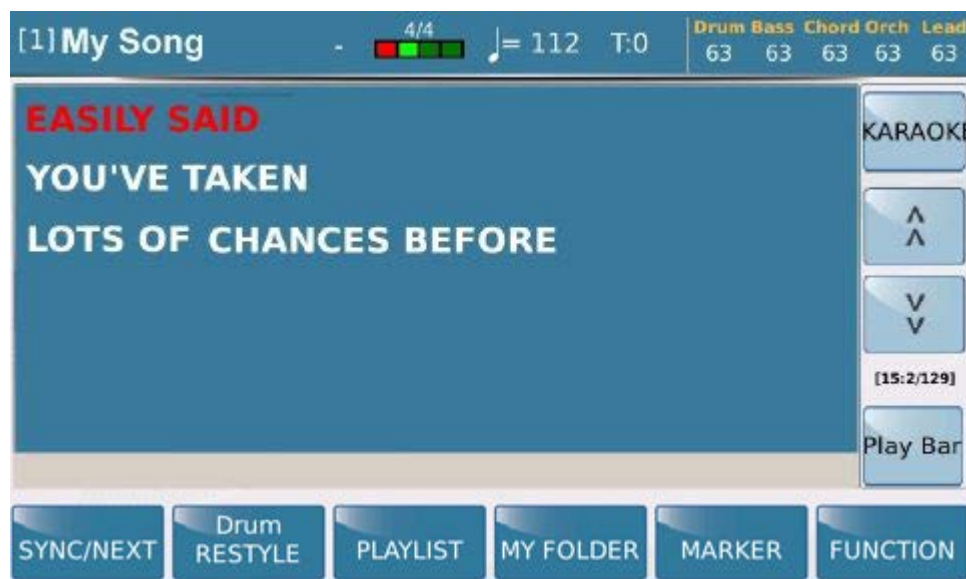 [1] My Song - 4/4 ♩= 112 T:0 Drum Bass Chord Orch Lead
63 63 63 63 63
EASILY SAID
YOU'VE TAKEN
LOTS OF CHANCES BEFORE
KARAOKE
[15:2/129]
Play Bar
SYNC/NEXT Drum RESTYLE PLAYLIST MY FOLDER MARKER FUNCTION